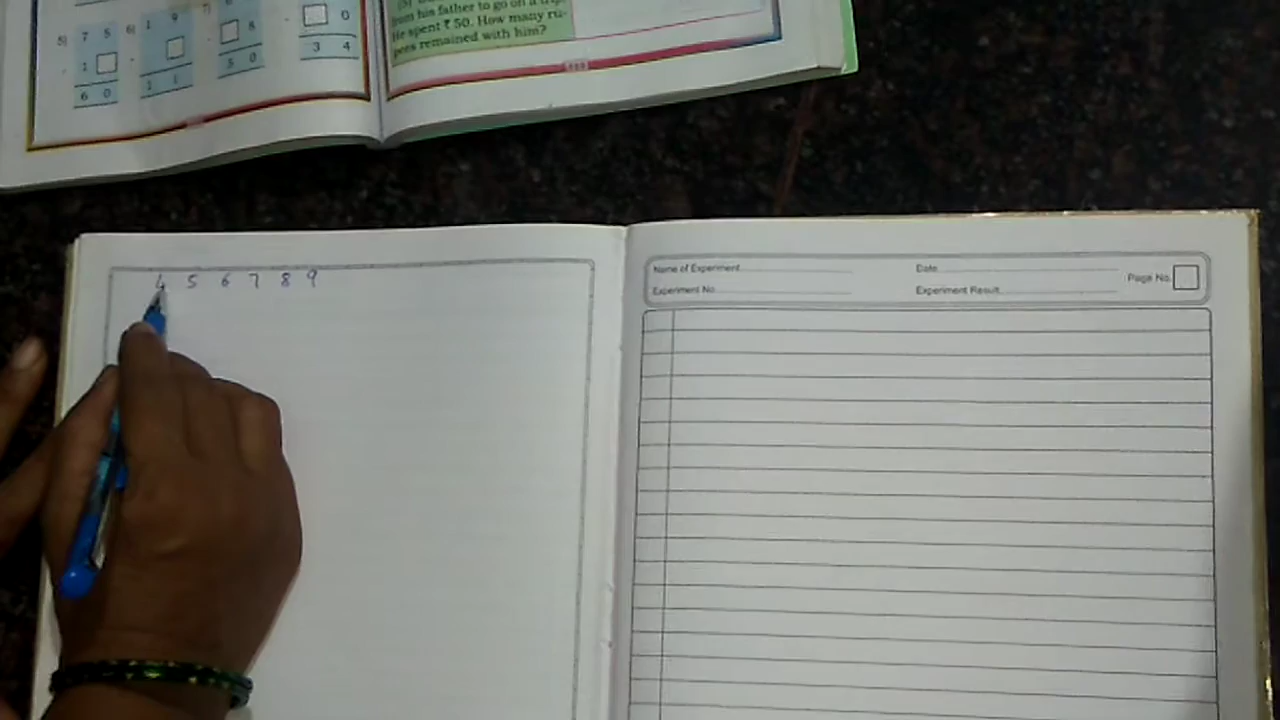 5) 7 5 6) 1 9 7)
1 8 0
6 0 1 1 5 0 3 4
from his father to go on a trip.
He spent ₹ 50. How many ru-
pees remained with him?
4 5 6 7 8 9
Name of Experiment Date
Page No.
Experiment No. Experiment Result